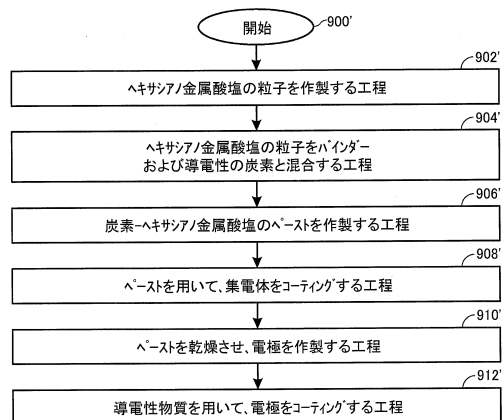 開始
900'
902'
ヘキサシアノ金属酸塩の粒子を作製する工程
904'
ヘキサシアノ金属酸塩の粒子をバインダー
および導電性の炭素と混合する工程
906'
炭素-ヘキサシアノ金属酸塩のペーストを作製する工程
908'
ペーストを用いて、集電体をコーティングする工程
910'
ペーストを乾燥させ、電極を作製する工程
912'
導電性物質を用いて、電極をコーティングする工程